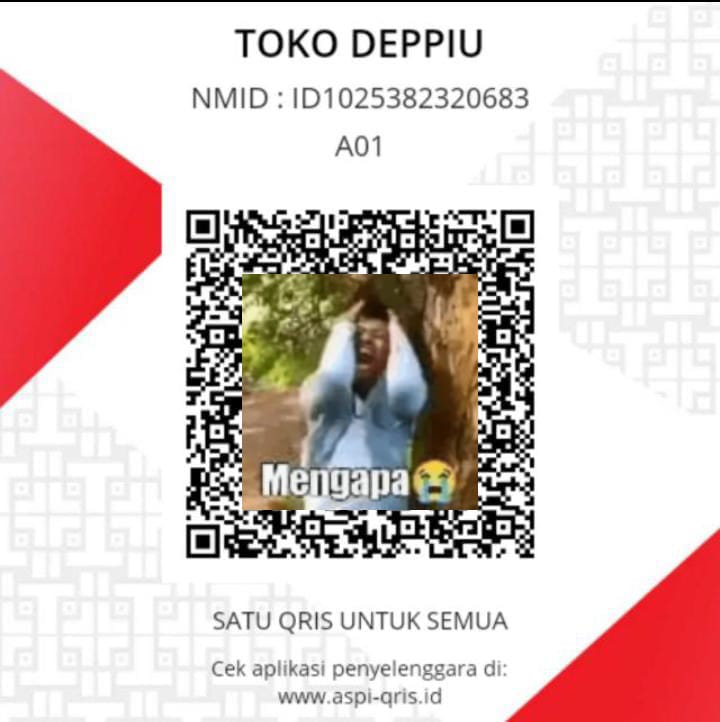 TOKO DEPPIU
NMID : ID1025382320683
A01
Mengapa😭
SATU QRIS UNTUK SEMUA
Cek aplikasi penyelenggara di:
www.aspi-qris.id